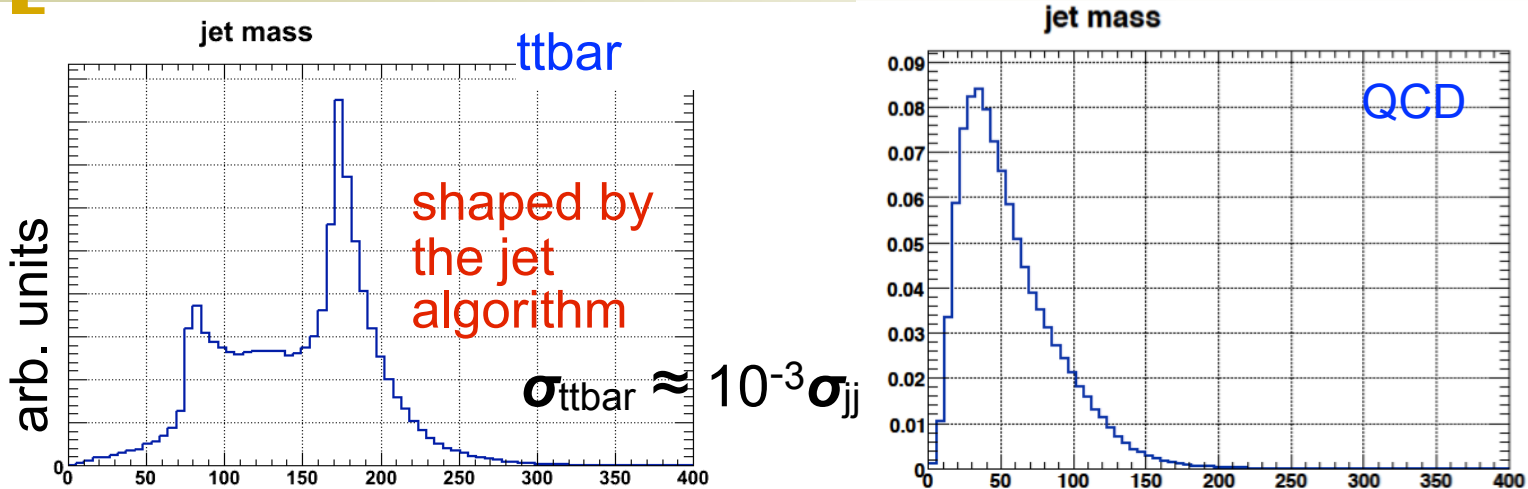 jet mass
ttbar
shaped by
the jet
algorithm
σttbar ≈ 10-3σjj
arb. units
0
0 50 100 150 200 250 300 350 400
jet mass
QCD
0.09
0.08
0.07
0.06
0.05
0.04
0.03
0.02
0.01
0
0 50 100 150 200 250 300 350 400